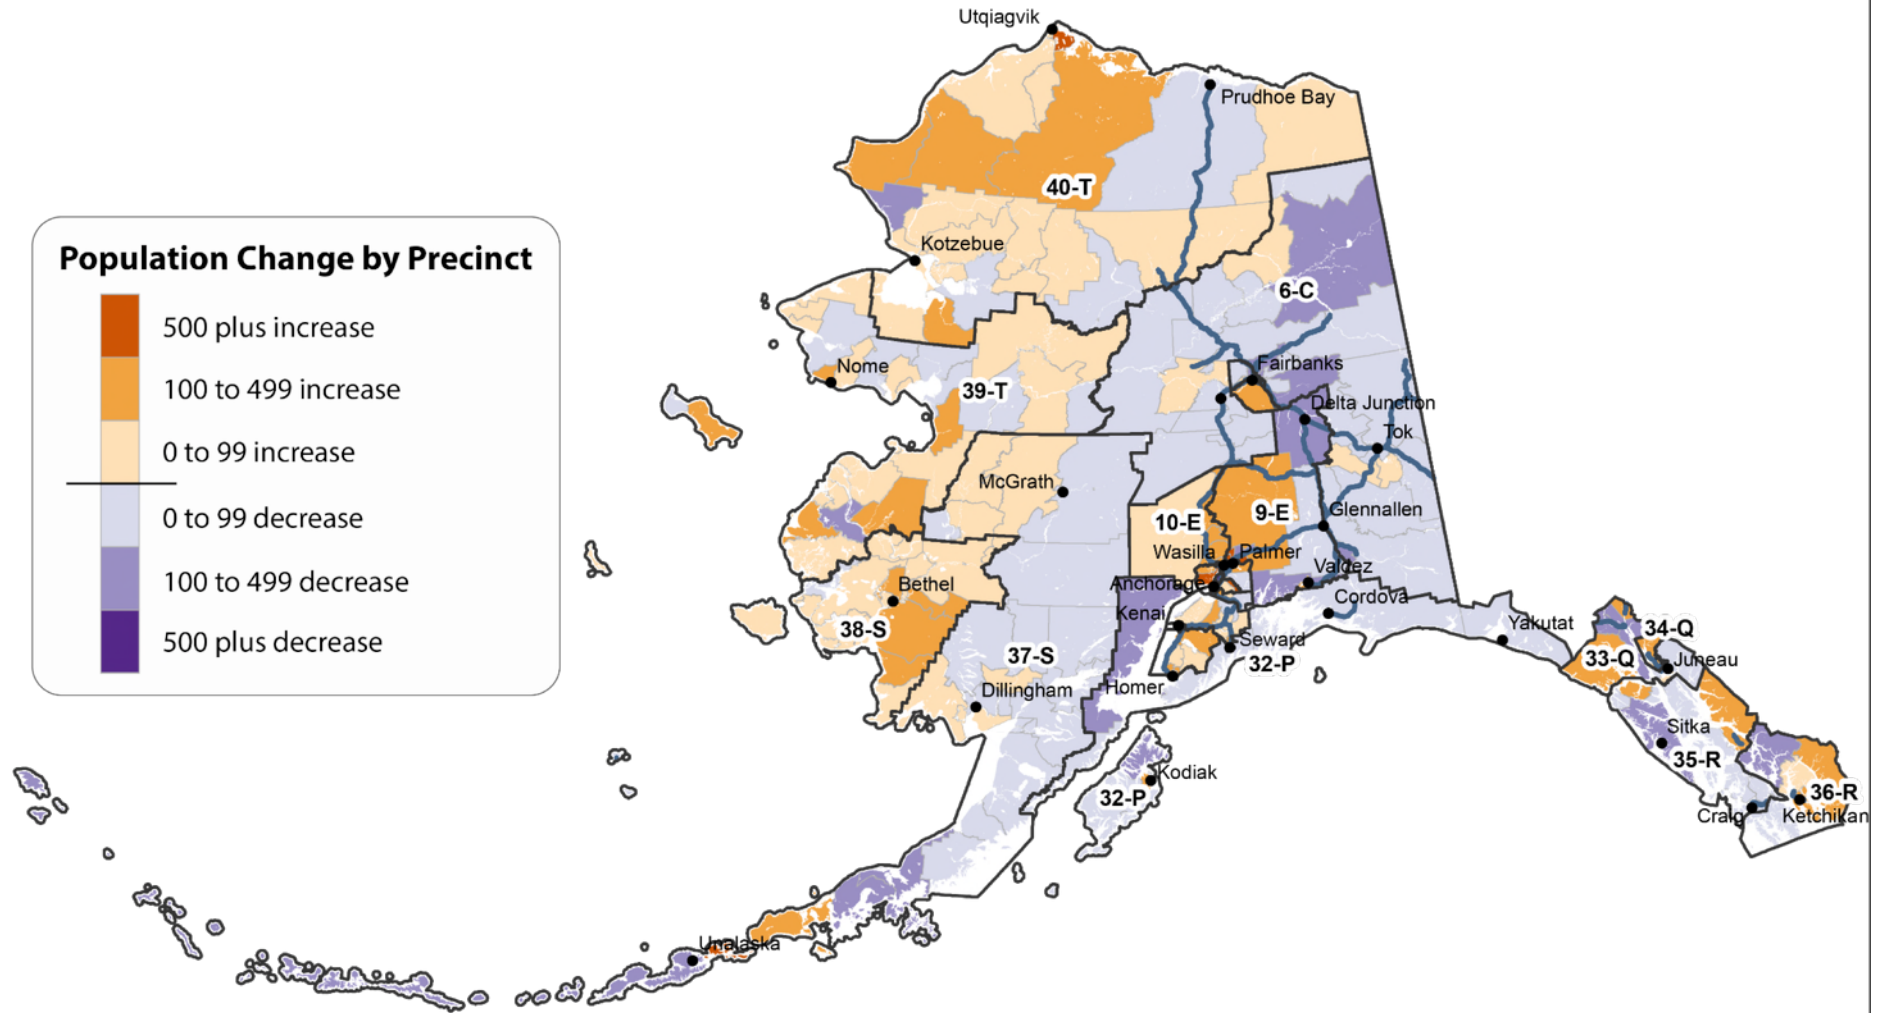 Utqiagvik
Prudhoe Bay
40-T
Kotzebue
6-C
Population Change by Precinct
500 plus increase
100 to 499 increase
0 to 99 increase
0 to 99 decrease
100 to 499 decrease
500 plus decrease
Nome
Fairbanks
39-T
Delta Junction
Tok
McGrath
10-E
9-E
Glennallen
Wasilla
Palmer
Valdez
Anchorage
Bethel
Cordova
Kenai
38-S
Seward
Yakutat
34-Q
37-S
32-P
33-Q
Juneau
Dillingham
Homer
Sitka
35-R
Kodiak
32-P
36-R
Craig
Ketchikan
Unalaska